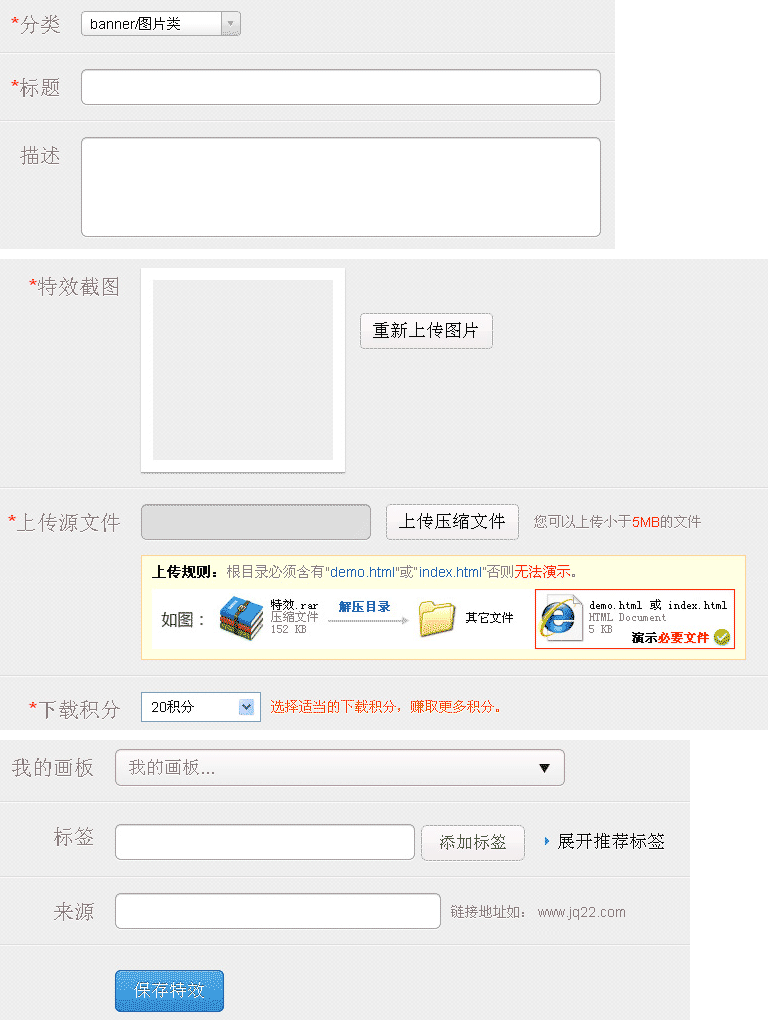 *分类 banner/图片类
*标题
描述
*特效截图
重新上传图片
*上传源文件 上传压缩文件 您可以上传小于5MB的文件
上传规则：根目录必须含有"demo.html"或"index.html"否则无法演示。
如图： 特效.rar 压缩文件 152 KB 解压目录 其它文件 demo.html 或 index.html HTML Document 5 KB 演示必要文件
*下载积分 20积分 选择适当的下载积分，赚取更多积分。
我的画板 我的画板...
标签 添加标签 展开推荐标签
来源 链接地址如： www.jq22.com
保存特效